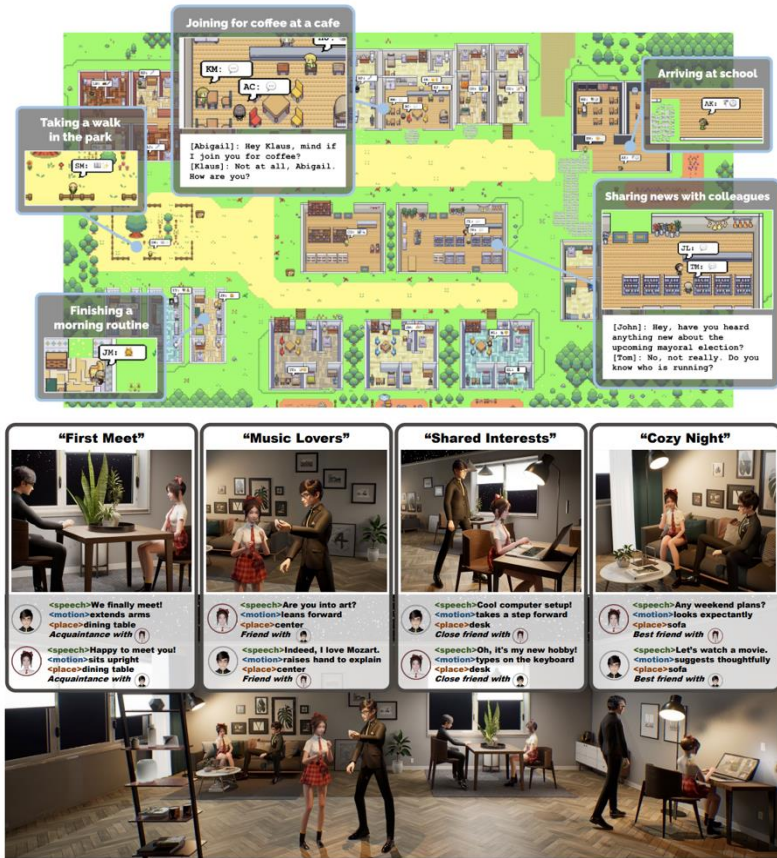 Joining for coffee at a cafe
KM:
AC:
[Abigail]: Hey Klaus, mind if
I join you for coffee?
[Klaus]: Not at all, Abigail.
How are you?
Taking a walk
in the park
SM:
Arriving at school
AK:
Sharing news with colleagues
JL:
TM:
[John]: Hey, have you heard
anything new about the
upcoming mayoral election?
[Tom]: No, not really. Do you
know who is running?
Finishing a
morning routine
JM:
"First Meet"
<speech>We finally meet!
<motion>extends arms
<place>dining table
Acquaintance with
<speech>Happy to meet you!
<motion>sits upright
<place>dining table
Acquaintance with
"Music Lovers"
<speech>Are you into art?
<motion>leans forward
<place>center
Friend with
<speech>Indeed, I love Mozart.
<motion>raises hand to explain
<place>center
Friend with
"Shared Interests"
<speech>Cool computer setup!
<motion>takes a step forward
<place>desk
Close friend with
<speech>Oh, it's my new hobby!
<motion>types on the keyboard
<place>desk
Close friend with
"Cozy Night"
<speech>Any weekend plans?
<motion>looks expectantly
<place>sofa
Best friend with
<speech>Let's watch a movie.
<motion>suggests thoughtfully
<place>sofa
Best friend with